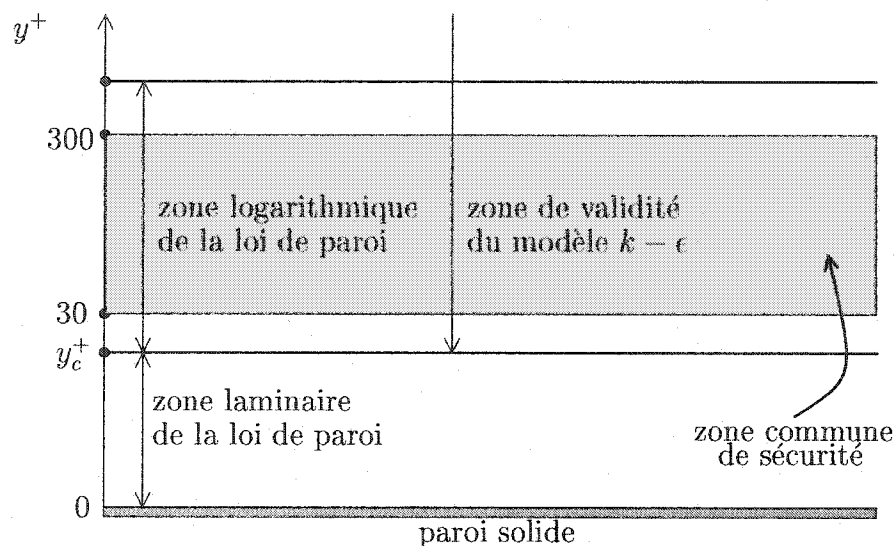 y⁺
300
zone logarithmique
de la loi de paroi
zone de validité
du modèle k − ϵ
30
y_c⁺
zone laminaire
de la loi de paroi
zone commune
de sécurité
0
paroi solide